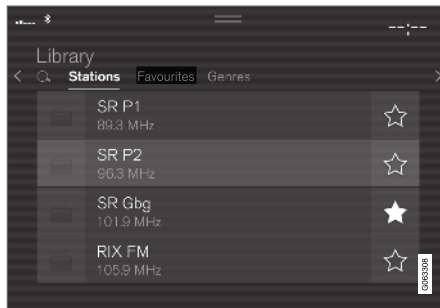 --:--
Library
Stations Favourites Genres
SR P1
89.3 MHz
SR P2
96.3 MHz
SR Gbg
101.9 MHz
RIX FM
105.9 MHz
G063308